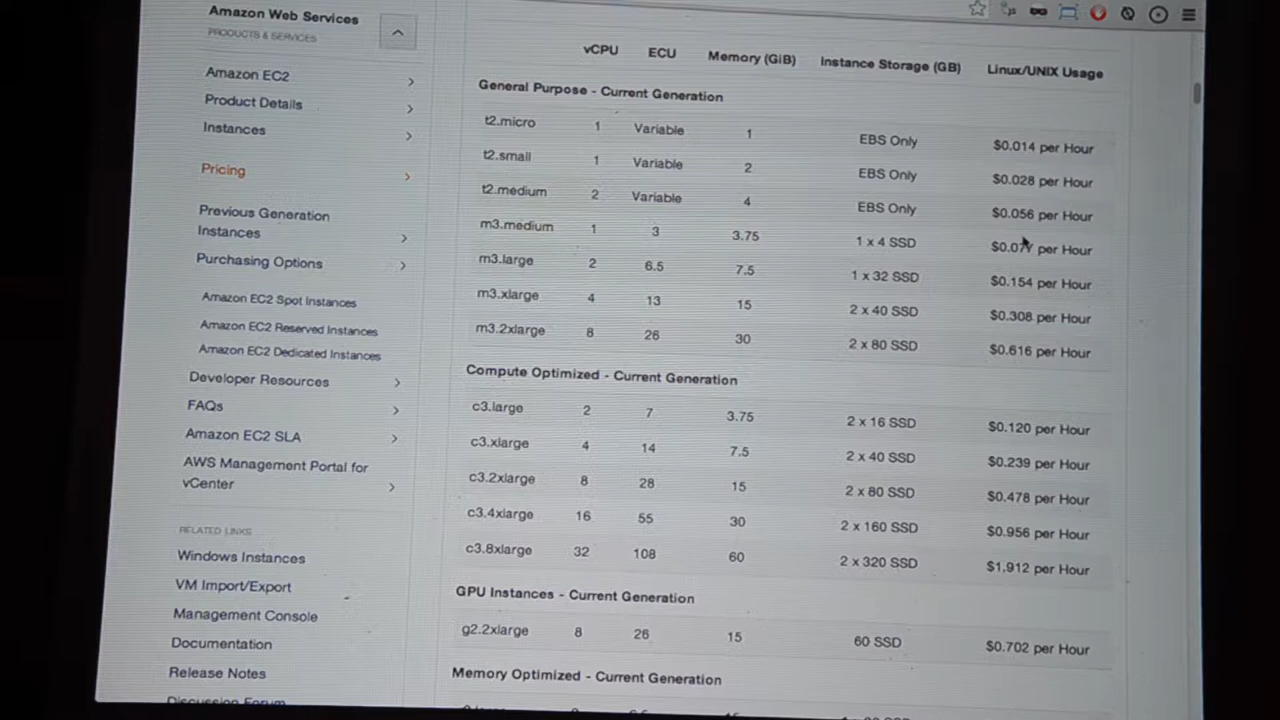 Amazon Web Services
PRODUCTS & SERVICES
Amazon EC2
Product Details
Instances
Pricing
Previous Generation
Instances
Purchasing Options
Amazon EC2 Spot Instances
Amazon EC2 Reserved Instances
Amazon EC2 Dedicated Instances
Developer Resources
FAQs
Amazon EC2 SLA
AWS Management Portal for
vCenter
RELATED LINKS
Windows Instances
VM Import/Export
Management Console
Documentation
Release Notes
Discussion Forum
vCPU ECU Memory (GiB) Instance Storage (GB) Linux/UNIX Usage
General Purpose - Current Generation
t2.micro 1 Variable 1 EBS Only $0.014 per Hour
t2.small 1 Variable 2 EBS Only $0.028 per Hour
t2.medium 2 Variable 4 EBS Only $0.056 per Hour
m3.medium 1 3 3.75 1 x 4 SSD per Hour
m3.large 2 6.5 7.5 1 x 32 SSD $0.154 per Hour
m3.xlarge 4 13 15 2 x 40 SSD $0.308 per Hour
m3.2xlarge 8 26 30 2 x 80 SSD $0.616 per Hour
Compute Optimized - Current Generation
c3.large 2 7 3.75 2 x 16 SSD $0.120 per Hour
c3.xlarge 4 14 7.5 2 x 40 SSD $0.239 per Hour
c3.2xlarge 8 28 15 2 x 80 SSD $0.478 per Hour
c3.4xlarge 16 55 30 2 x 160 SSD $0.956 per Hour
c3.8xlarge 32 108 60 2 x 320 SSD $1.912 per Hour
GPU Instances - Current Generation
g2.2xlarge 8 26 15 60 SSD $0.702 per Hour
Memory Optimized - Current Generation